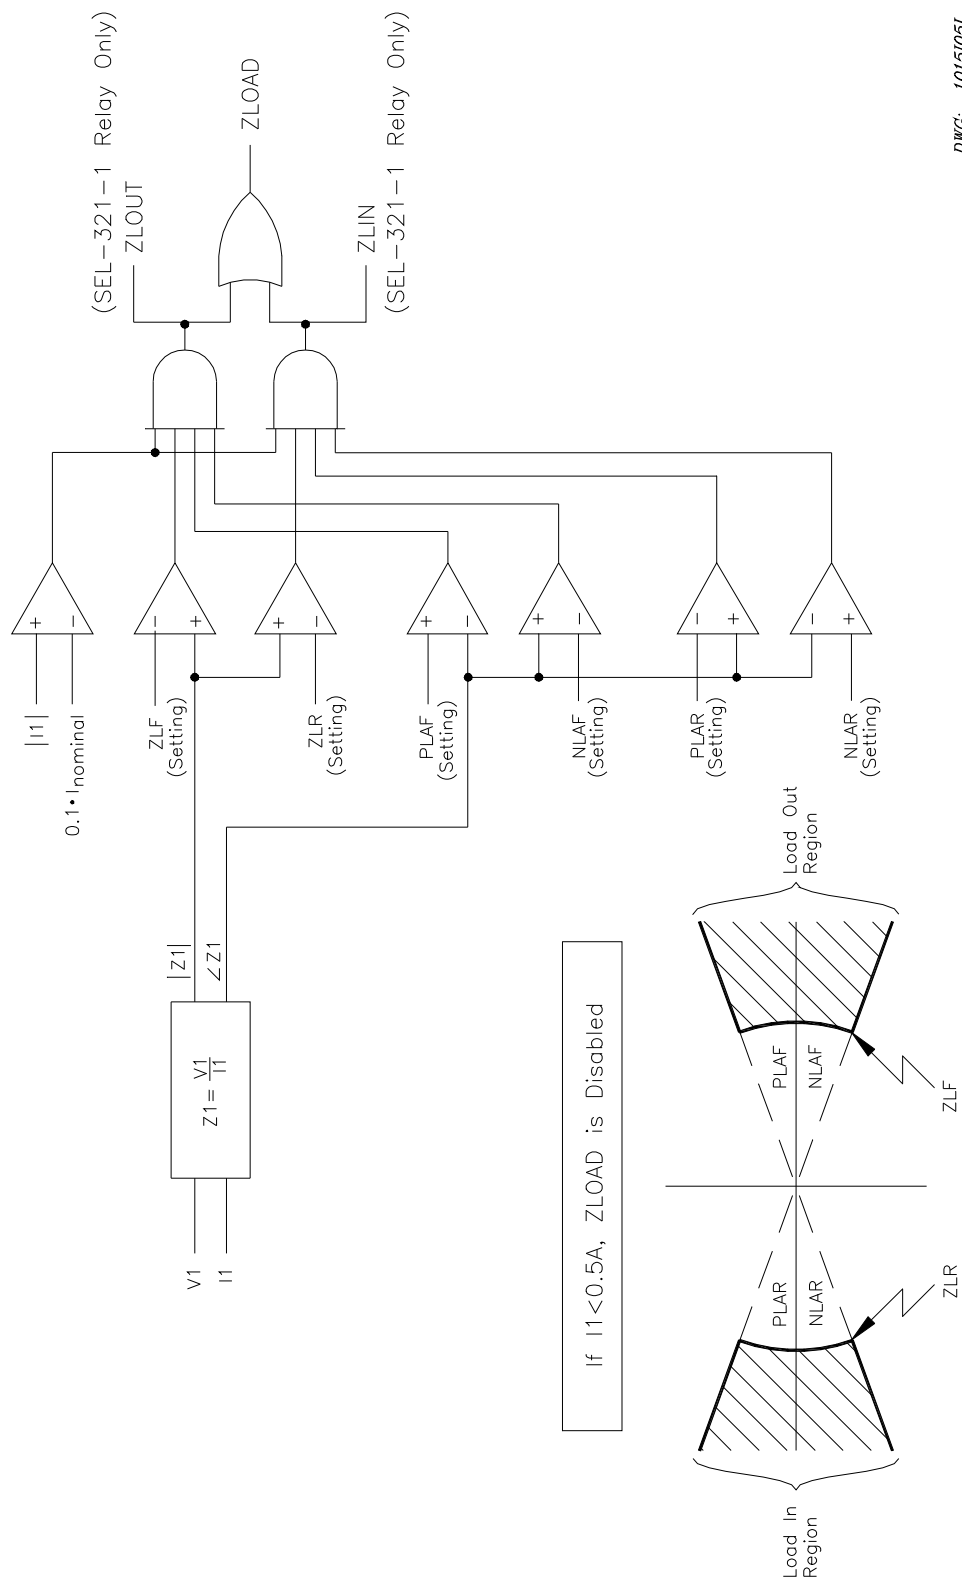 (SEL-321-1 Relay Only)
ZLOUT
ZLOAD
ZLIN
(SEL-321-1 Relay Only)
|I1|
+
0.1•Inominal
−
ZLF
(Setting)
−
+
+
ZLR
(Setting)
−
PLAF
(Setting)
+
−
+
NLAF
(Setting)
−
PLAR
(Setting)
−
+
−
NLAR
(Setting)
+
V1
I1
Z1=V1/I1
|Z1|
∠Z1
If I1<0.5A, ZLOAD is Disabled
Load In
Region
PLAR
NLAR
ZLR
PLAF
NLAF
ZLF
Load Out
Region
DWG: 1015I05I